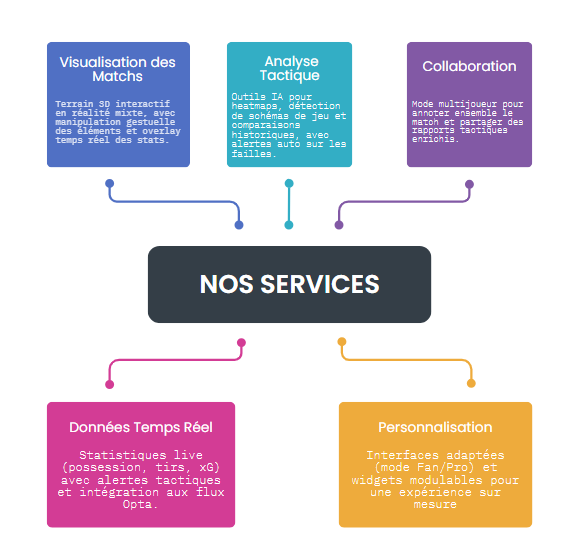 Visualisation des
Matchs
Terrain 3D interactif
en réalité mixte, avec
manipulation gestuelle
des éléments et overlay
temps réel des stats.
Analyse
Tactique
Outils IA pour
heatmaps, détection
de schémas de jeu et
comparaisons
historiques, avec
alertes auto sur les
failles.
Collaboration
Mode multijoueur pour
annoter ensemble le
match et partager des
rapports tactiques
enrichis.
NOS SERVICES
Données Temps Réel
Statistiques live
(possession, tirs, xG)
avec alertes tactiques
et intégration aux flux
Opta.
Personnalisation
Interfaces adaptées
(mode Fan/Pro) et
widgets modulables pour
une expérience sur
mesure